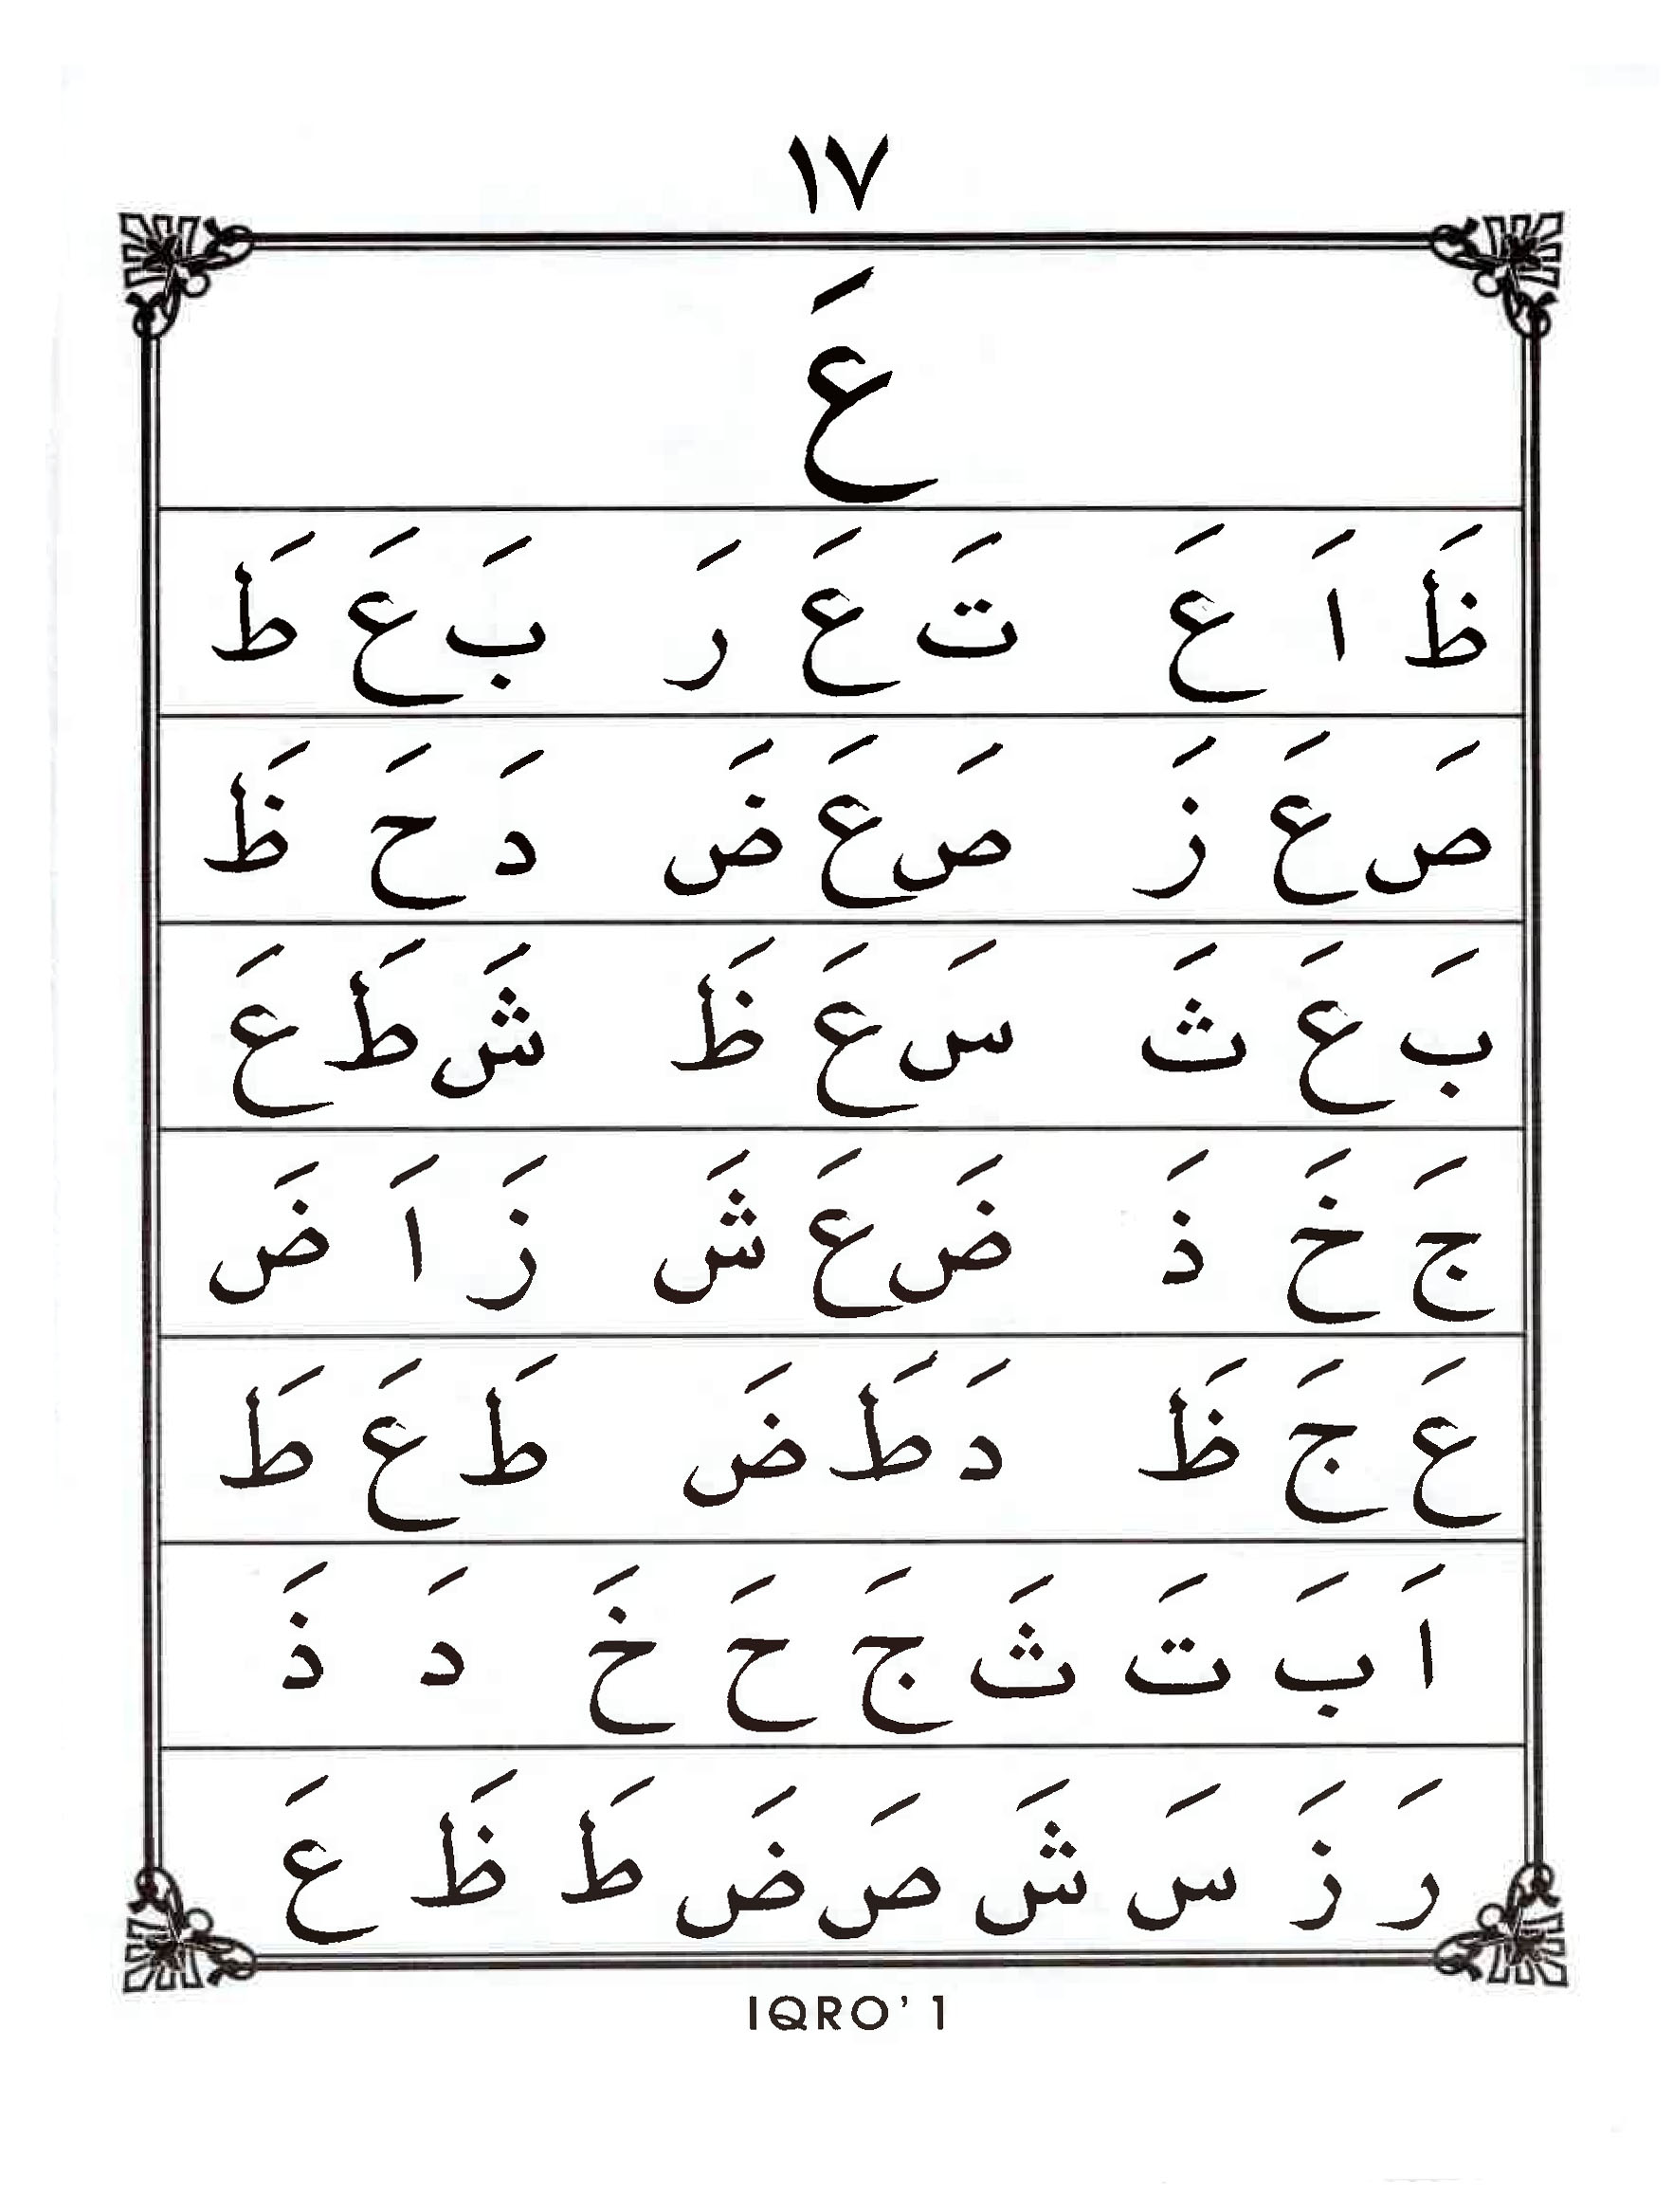 ١٧
عَ
ظَ اَ عَ تَ عَ رَ بَ عَ طَ
صَ عَ زَ صَ عَ ضَ دَ حَ ظَ
بَ عَ ثَ سَ عَ ظَ شَ طَ عَ
جَ خَ ذَ ضَ عَ شَ زَ اَ ضَ
عَ جَ ظَ دَ طَ ضَ طَ عَ طَ
اَ بَ تَ ثَ جَ حَ خَ دَ ذَ
رَ زَ سَ شَ صَ ضَ طَ ظَ عَ
IQRO' 1